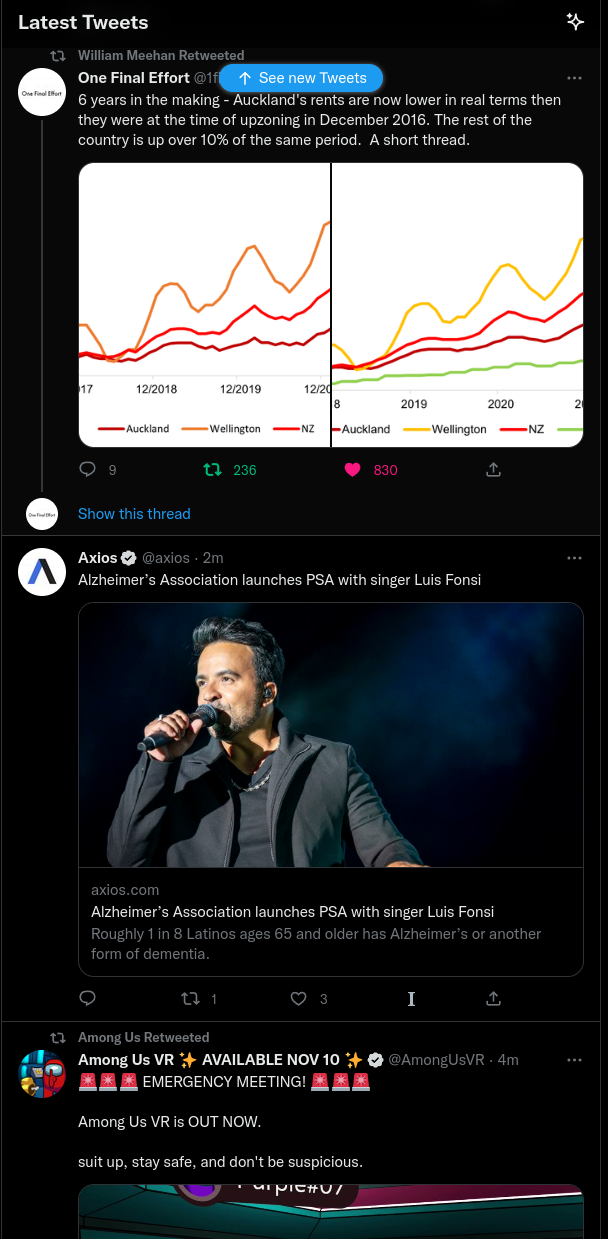 Latest Tweets
William Meehan Retweeted
One Final Effort
One Final Effort @1f
See new Tweets
6 years in the making - Auckland's rents are now lower in real terms then
they were at the time of upzoning in December 2016. The rest of the
country is up over 10% of the same period. A short thread.
17 12/2018 12/2019 12/20
8 2019 2020 20
Auckland Wellington NZ
Auckland Wellington NZ
9 236 830
One Final Effort
Show this thread
Axios @axios · 2m
Alzheimer's Association launches PSA with singer Luis Fonsi
axios.com
Alzheimer's Association launches PSA with singer Luis Fonsi
Roughly 1 in 8 Latinos ages 65 and older has Alzheimer's or another
form of dementia.
1 3
Among Us Retweeted
Among Us VR ✨ AVAILABLE NOV 10 ✨ @AmongUsVR · 4m
🚨🚨🚨 EMERGENCY MEETING! 🚨🚨🚨
Among Us VR is OUT NOW.
suit up, stay safe, and don't be suspicious.
Purple#07